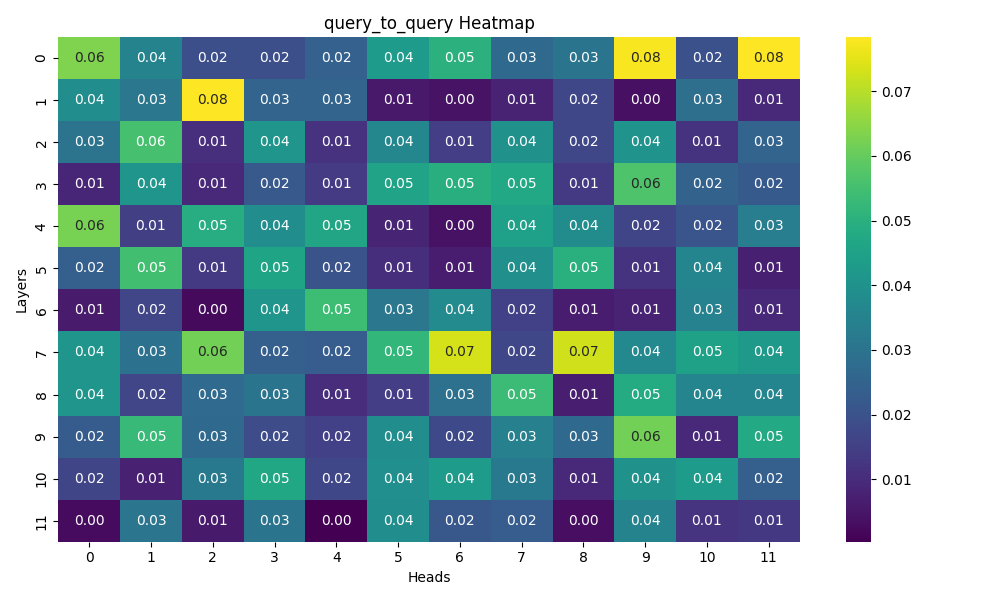 query_to_query Heatmap
0 0.06 0.04 0.02 0.02 0.02 0.04 0.05 0.03 0.03 0.08 0.02 0.08
1 0.04 0.03 0.08 0.03 0.03 0.01 0.00 0.01 0.02 0.00 0.03 0.01
2 0.03 0.06 0.01 0.04 0.01 0.04 0.01 0.04 0.02 0.04 0.01 0.03
3 0.01 0.04 0.01 0.02 0.01 0.05 0.05 0.05 0.01 0.06 0.02 0.02
4 0.06 0.01 0.05 0.04 0.05 0.01 0.00 0.04 0.04 0.02 0.02 0.03
5 0.02 0.05 0.01 0.05 0.02 0.01 0.01 0.04 0.05 0.01 0.04 0.01
6 0.01 0.02 0.00 0.04 0.05 0.03 0.04 0.02 0.01 0.01 0.03 0.01
7 0.04 0.03 0.06 0.02 0.02 0.05 0.07 0.02 0.07 0.04 0.05 0.04
8 0.04 0.02 0.03 0.03 0.01 0.01 0.03 0.05 0.01 0.05 0.04 0.04
9 0.02 0.05 0.03 0.02 0.02 0.04 0.02 0.03 0.03 0.06 0.01 0.05
10 0.02 0.01 0.03 0.05 0.02 0.04 0.04 0.03 0.01 0.04 0.04 0.02
11 0.00 0.03 0.01 0.03 0.00 0.04 0.02 0.02 0.00 0.04 0.01 0.01
0 1 2 3 4 5 6 7 8 9 10 11
Heads
Layers
0.07
0.06
0.05
0.04
0.03
0.02
0.01